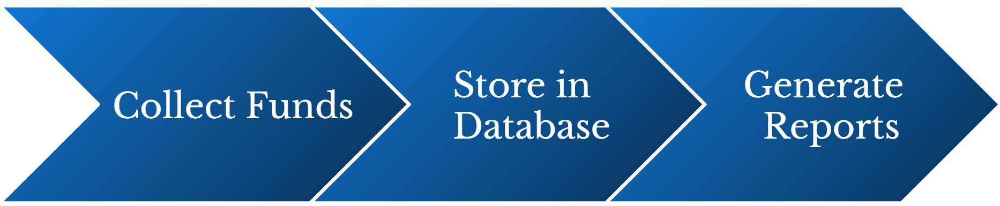 Collect Funds
Store in
Database
Generate
Reports